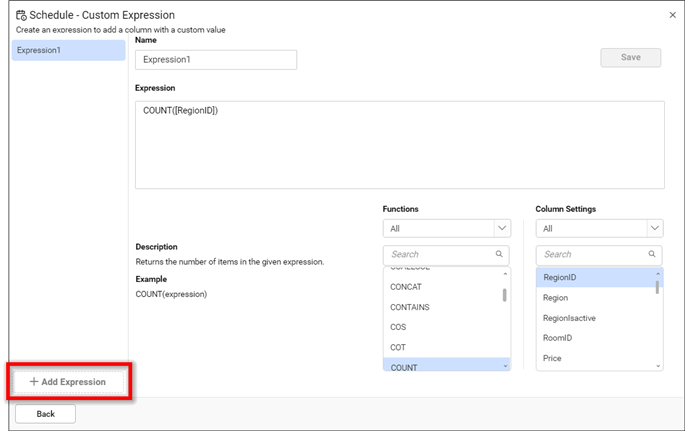 Schedule - Custom Expression
Create an expression to add a column with a custom value
Expression1
Name
Expression1
Save
Expression
COUNT([RegionID])
Functions
All
Search
CONCAT
CONTAINS
COS
COT
COUNT
Column Settings
All
Search
RegionID
Region
RegionIsactive
RoomID
Price
Description
Returns the number of items in the given expression.
Example
COUNT(expression)
+ Add Expression
Back